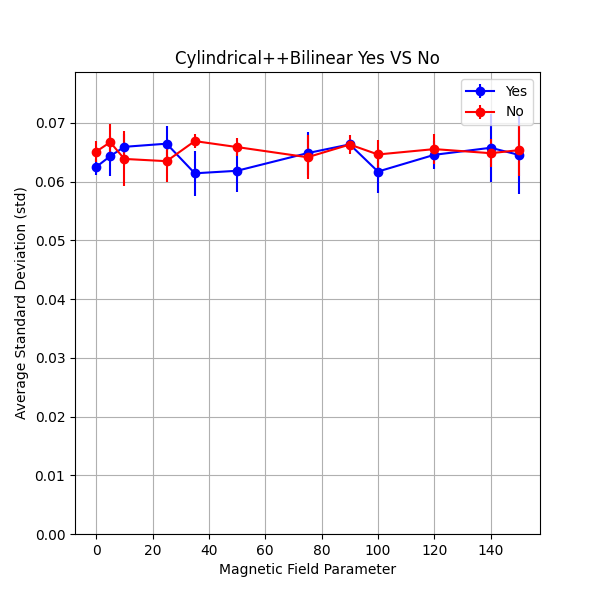 Cylindrical++Bilinear Yes VS No
Yes
No
0.07
0.06
0.05
0.04
0.03
0.02
0.01
0.00
Average Standard Deviation (std)
0 20 40 60 80 100 120 140
Magnetic Field Parameter